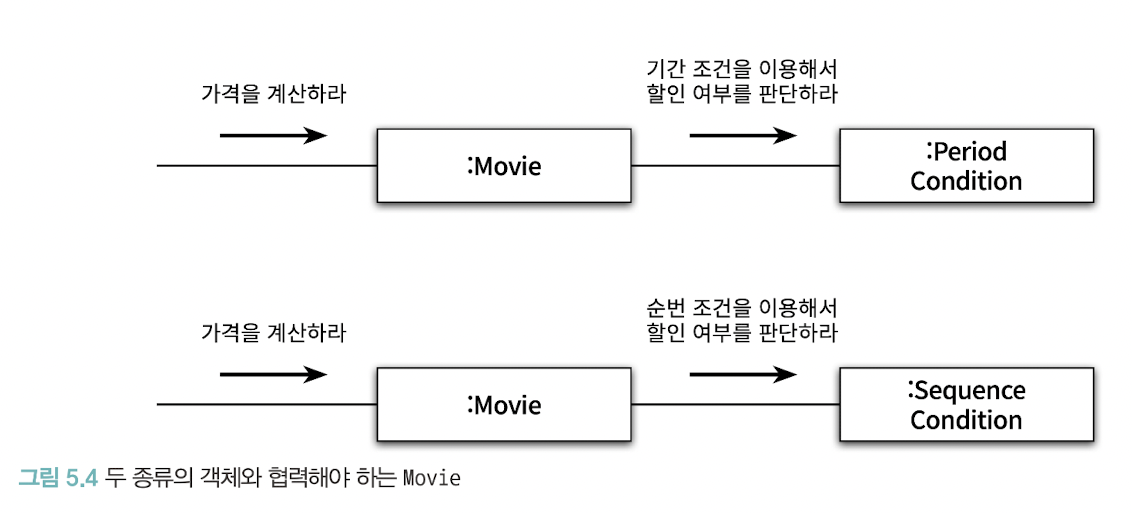 가격을 계산하라
기간 조건을 이용해서
할인 여부를 판단하라
:Movie
:Period
Condition
가격을 계산하라
순번 조건을 이용해서
할인 여부를 판단하라
:Movie
:Sequence
Condition
그림 5.4 두 종류의 객체와 협력해야 하는 Movie